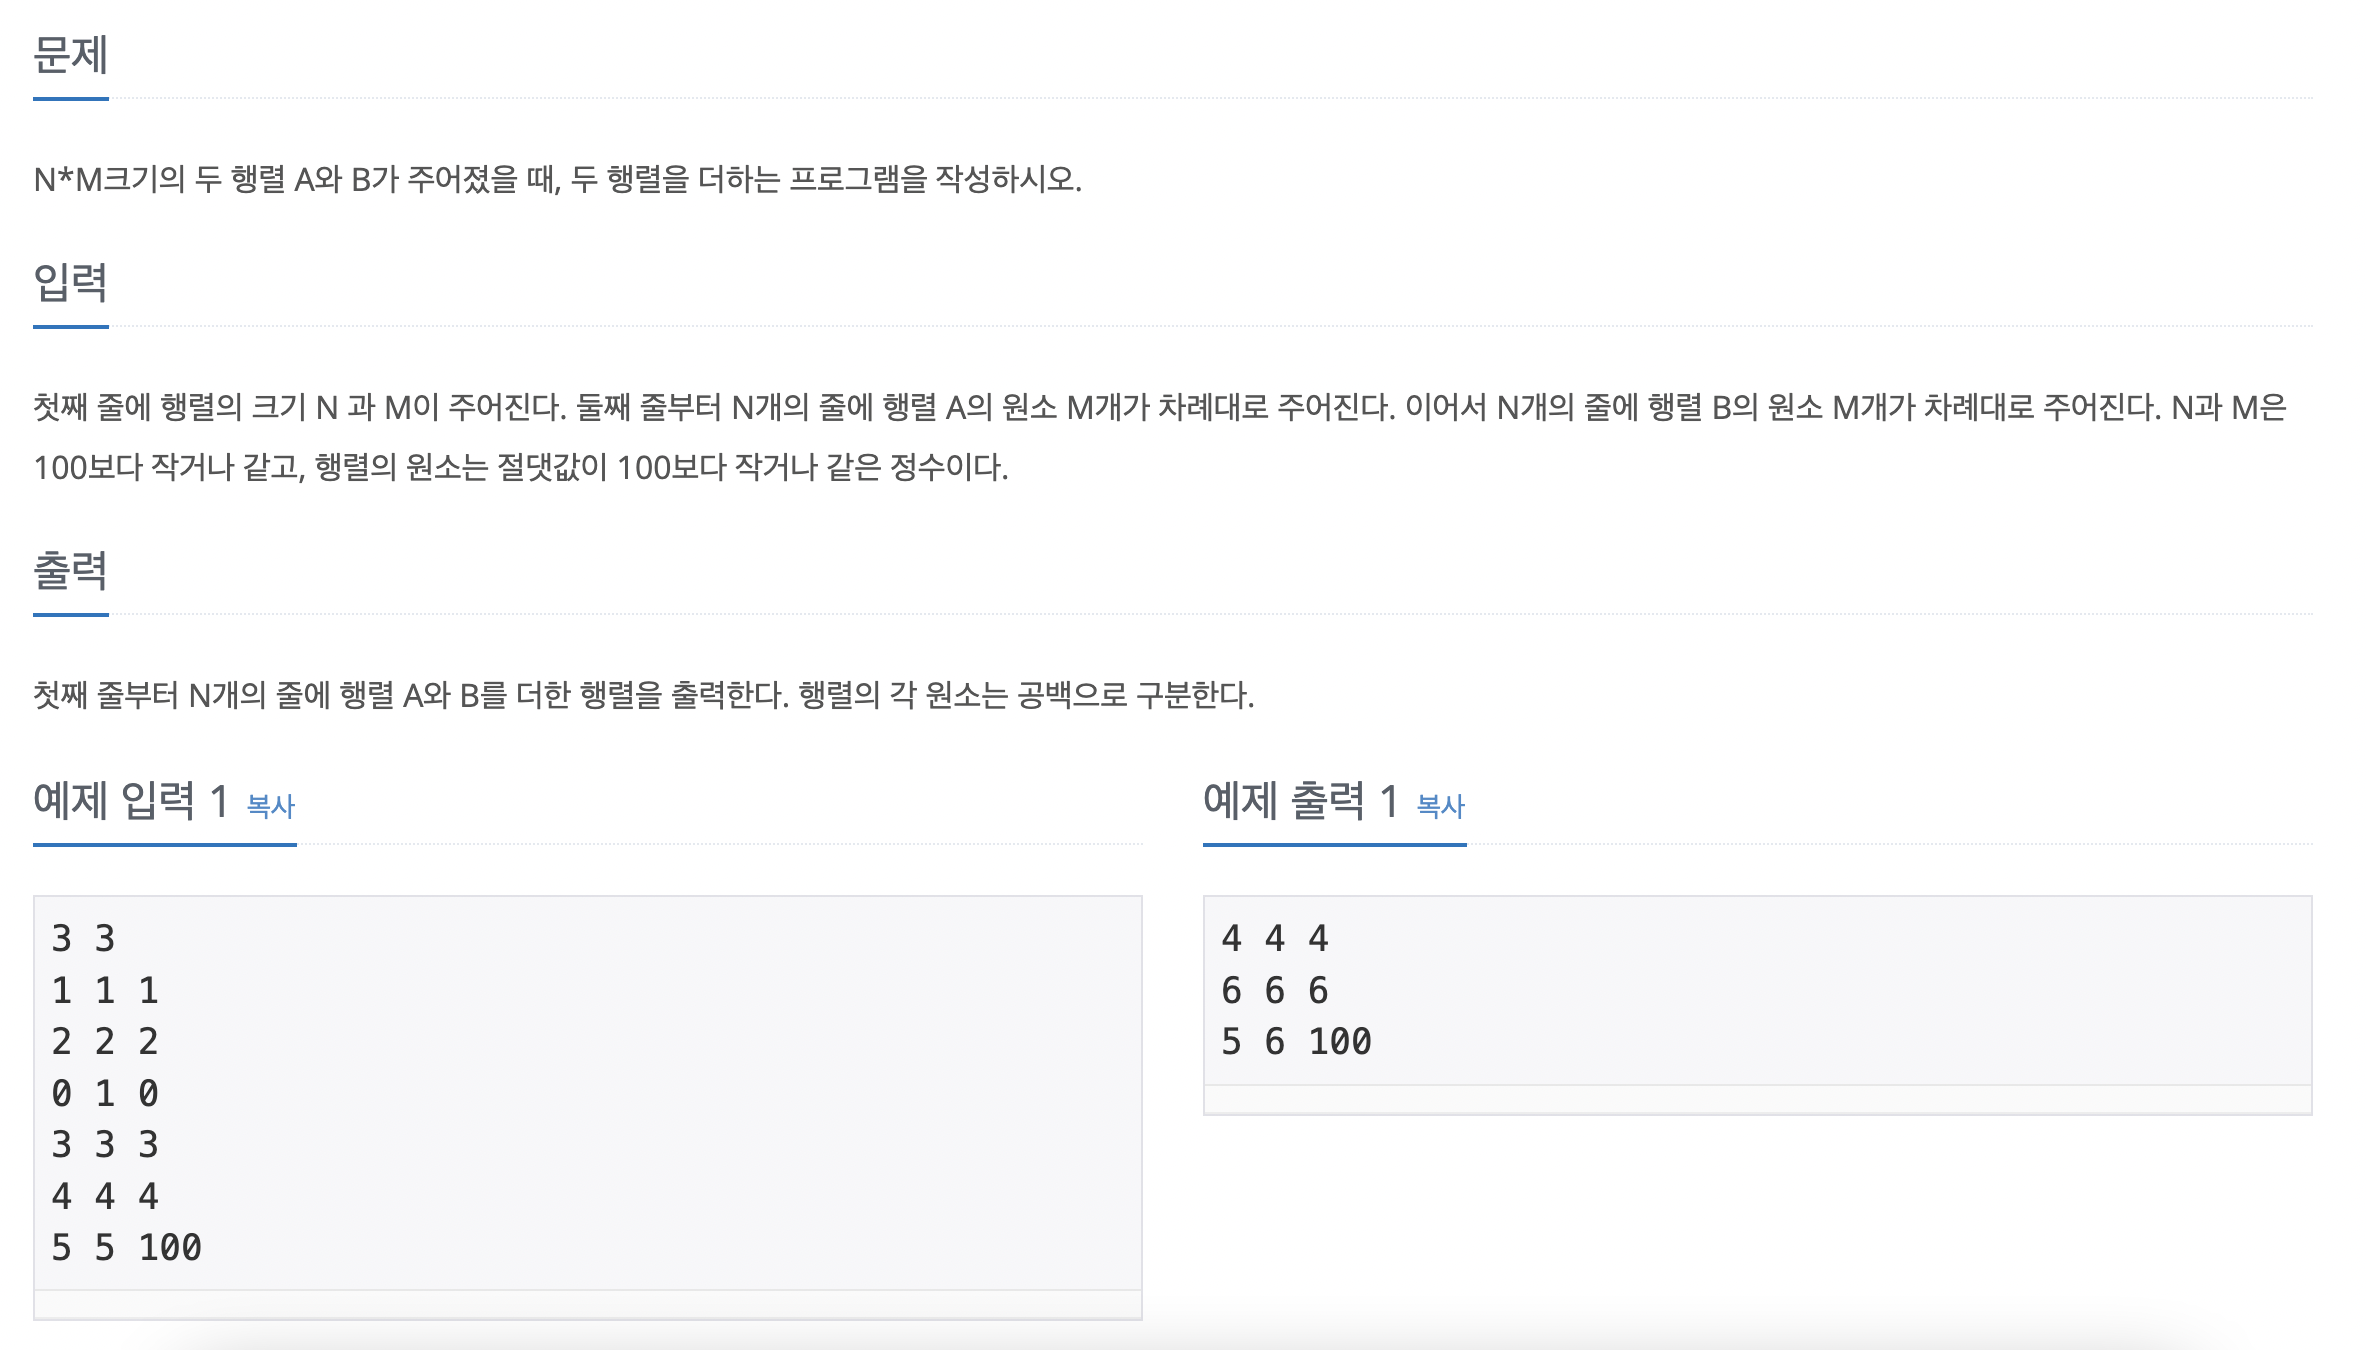 문제
N*M크기의 두 행렬 A와 B가 주어졌을 때, 두 행렬을 더하는 프로그램을 작성하시오.
입력
첫째 줄에 행렬의 크기 N 과 M이 주어진다. 둘째 줄부터 N개의 줄에 행렬 A의 원소 M개가 차례대로 주어진다. 이어서 N개의 줄에 행렬 B의 원소 M개가 차례대로 주어진다. N과 M은
100보다 작거나 같고, 행렬의 원소는 절댓값이 100보다 작거나 같은 정수이다.
출력
첫째 줄부터 N개의 줄에 행렬 A와 B를 더한 행렬을 출력한다. 행렬의 각 원소는 공백으로 구분한다.
예제 입력 1 복사
3 3
1 1 1
2 2 2
0 1 0
3 3 3
4 4 4
5 5 100
예제 출력 1 복사
4 4 4
6 6 6
5 6 100